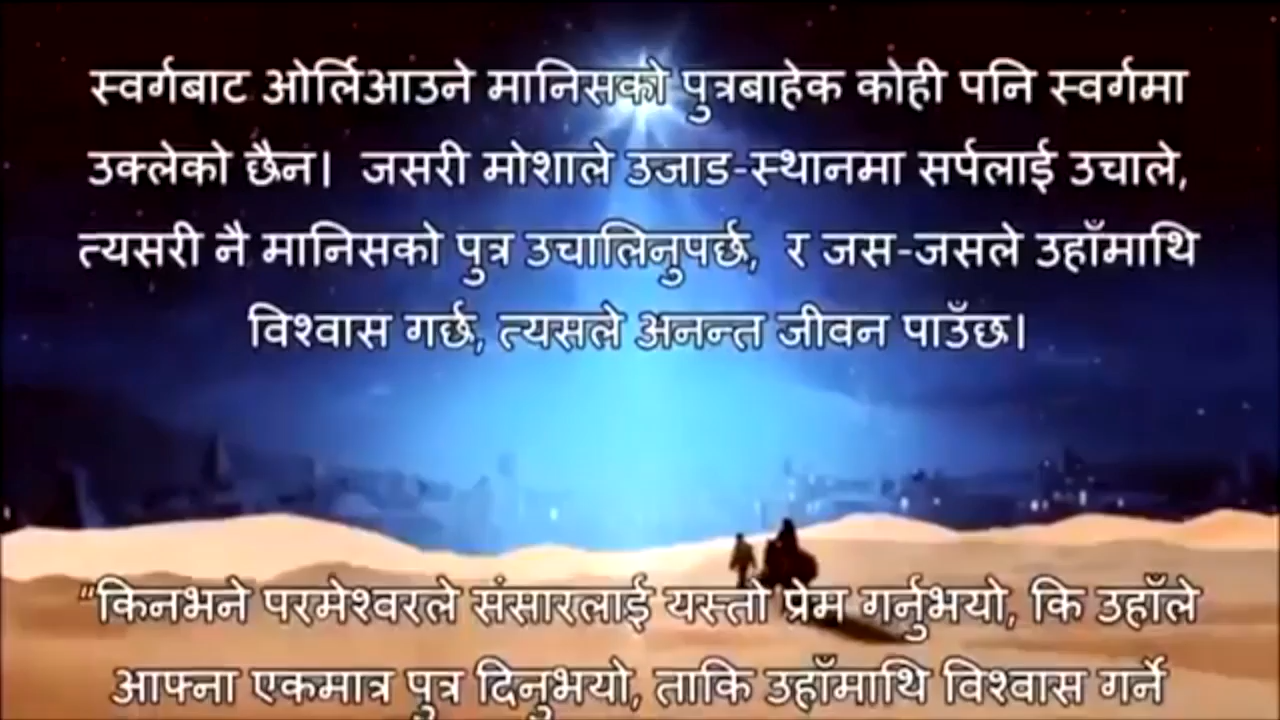 स्वर्गबाट ओर्लिआउने मानिसको पुत्रबाहेक कोही पनि स्वर्गमा
उक्लेको छैन। जसरी मोशाले उजाड-स्थानमा सर्पलाई उचाले,
त्यसरी नै मानिसको पुत्र उचालिनुपर्छ, र जस-जसले उहाँमाथि
विश्वास गर्छ, त्यसले अनन्त जीवन पाउँछ।
“किनभने परमेश्वरले संसारलाई यस्तो प्रेम गर्नुभयो, कि उहाँले
आफ्ना एकमात्र पुत्र दिनुभयो, ताकि उहाँमाथि विश्वास गर्ने